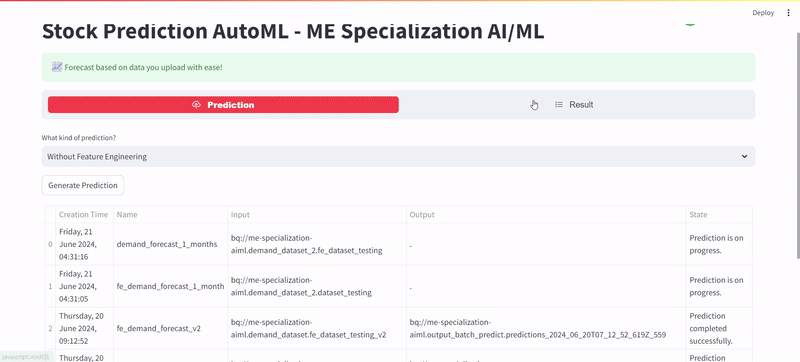 Deploy
Stock Prediction AutoML - ME Specialization AI/ML
Forecast based on data you upload with ease!
Prediction
Result
What kind of prediction?
Without Feature Engineering
Generate Prediction
Creation Time Name Input Output State
Friday, 21
June 2024,
04:31:16
0 demand_forecast_1_months
bq://me-specialization-
aiml.demand_dataset_2.fe_dataset_testing
.
Prediction is on
progress.
Friday, 21
June 2024,
04:31:05
1 fe_demand_forecast_1_month
bq://me-specialization-
aiml.demand_dataset_2.dataset_testing
.
Prediction is on
progress.
Thursday, 20
June 2024,
09:12:52
2 fe_demand_forecast_v2
bq://me-specialization-
aiml.demand_dataset.fe_dataset_testing_v2
bq://me-specialization-
aiml.output_batch_predict.predictions_2024_06_20T07_12_52_619Z_559
Prediction
completed
successfully.
Thursday, 20
Prediction